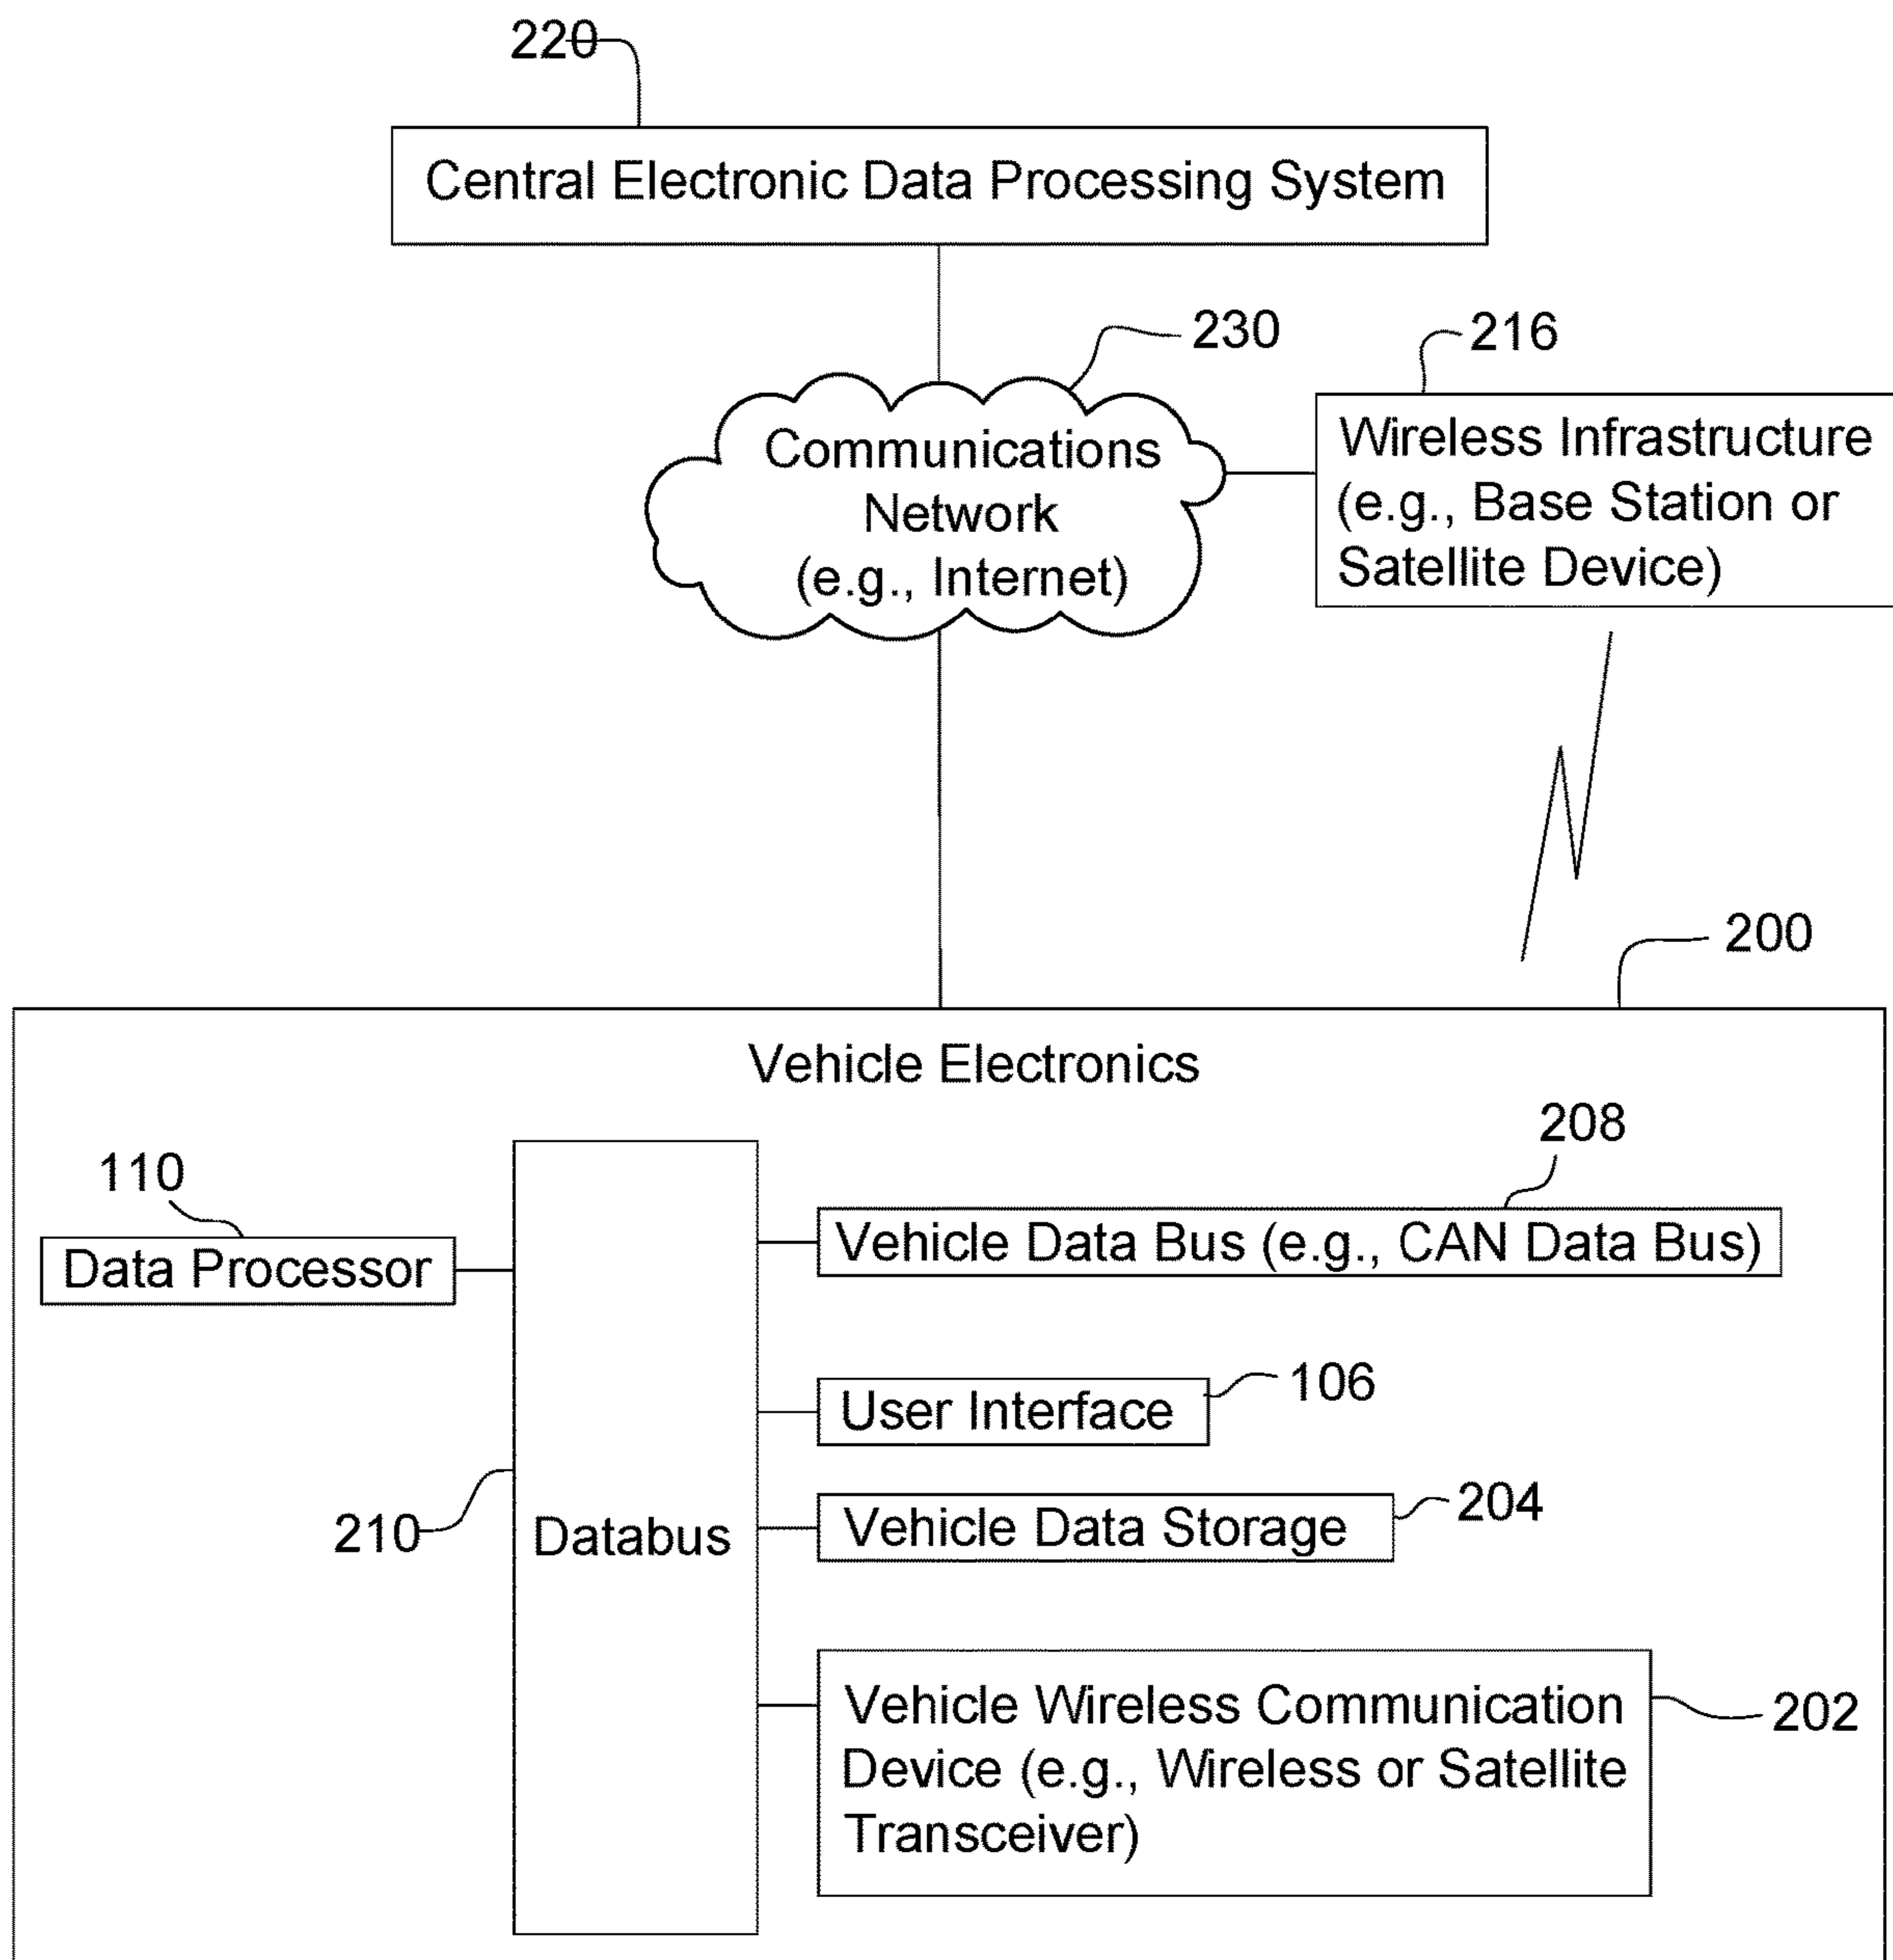 220
Central Electronic Data Processing System
230
216
Communications
Network
(e.g., Internet)
Wireless Infrastructure
(e.g., Base Station or
Satellite Device)
200
Vehicle Electronics
208
110
Vehicle Data Bus (e.g., CAN Data Bus)
Data Processor
106
User Interface
204
Vehicle Data Storage
210
Databus
Vehicle Wireless Communication
Device (e.g., Wireless or Satellite
Transceiver)
202